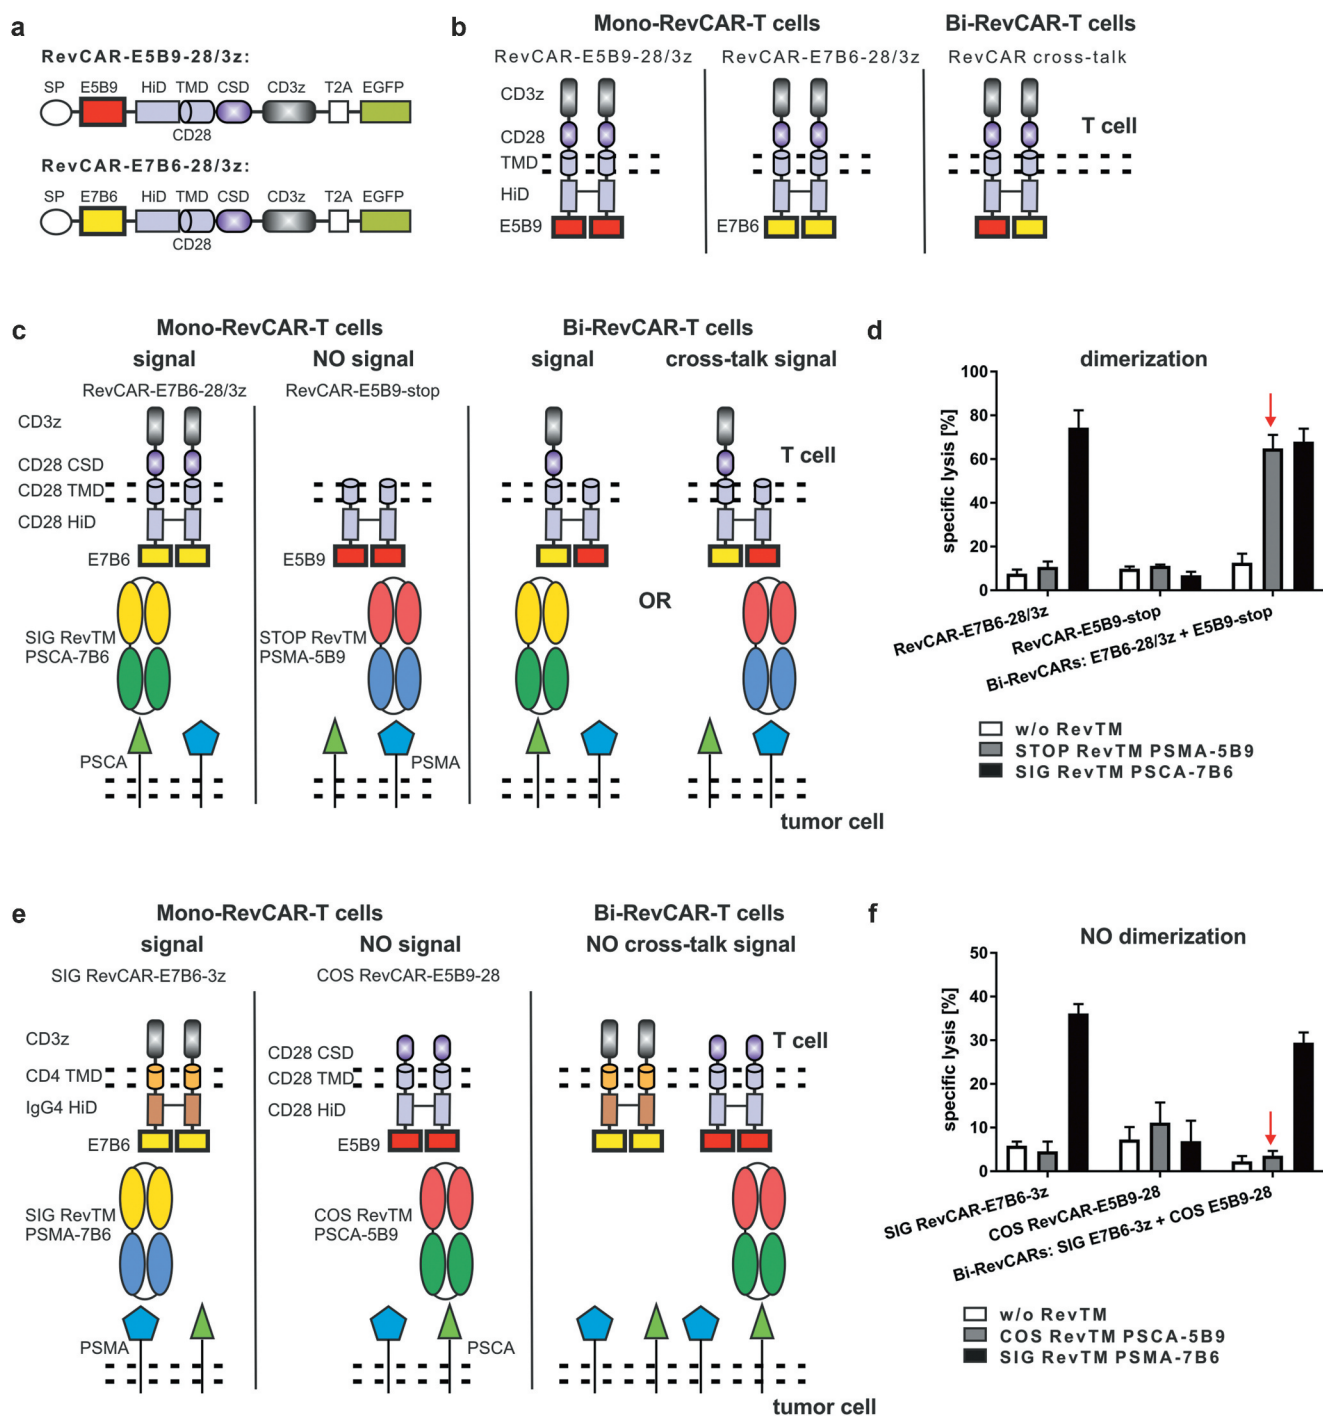 a
RevCAR-E5B9-28/3z:
SP E5B9 HiD TMD CSD CD3z T2A EGFP
CD28
RevCAR-E7B6-28/3z:
SP E7B6 HiD TMD CSD CD3z T2A EGFP
CD28
b
Mono-RevCAR-T cells
Bi-RevCAR-T cells
RevCAR-E5B9-28/3z
RevCAR-E7B6-28/3z
RevCAR cross-talk
CD3z
CD28
TMD
HiD
E5B9
E7B6
T cell
c
Mono-RevCAR-T cells
Bi-RevCAR-T cells
signal
NO signal
signal
cross-talk signal
RevCAR-E7B6-28/3z
RevCAR-E5B9-stop
CD3z
CD28 CSD
CD28 TMD
CD28 HiD
E7B6
E5B9
T cell
SIG RevTM
PSCA-7B6
STOP RevTM
PSMA-5B9
OR
PSCA
PSMA
tumor cell
d
dimerization
specific lysis [%]
100
80
60
40
20
0
RevCAR-E7B6-28/3z
RevCAR-E5B9-stop
Bi-RevCARs: E7B6-28/3z + E5B9-stop
w/o RevTM
STOP RevTM PSMA-5B9
SIG RevTM PSCA-7B6
e
Mono-RevCAR-T cells
Bi-RevCAR-T cells
signal
NO signal
NO cross-talk signal
SIG RevCAR-E7B6-3z
COS RevCAR-E5B9-28
CD3z
CD4 TMD
IgG4 HiD
E7B6
CD28 CSD
CD28 TMD
CD28 HiD
E5B9
T cell
SIG RevTM
PSMA-7B6
COS RevTM
PSCA-5B9
PSMA
PSCA
tumor cell
f
NO dimerization
specific lysis [%]
50
40
30
20
10
0
SIG RevCAR-E7B6-3z
COS RevCAR-E5B9-28
Bi-RevCARs: SIG E7B6-3z + COS E5B9-28
w/o RevTM
COS RevTM PSCA-5B9
SIG RevTM PSMA-7B6